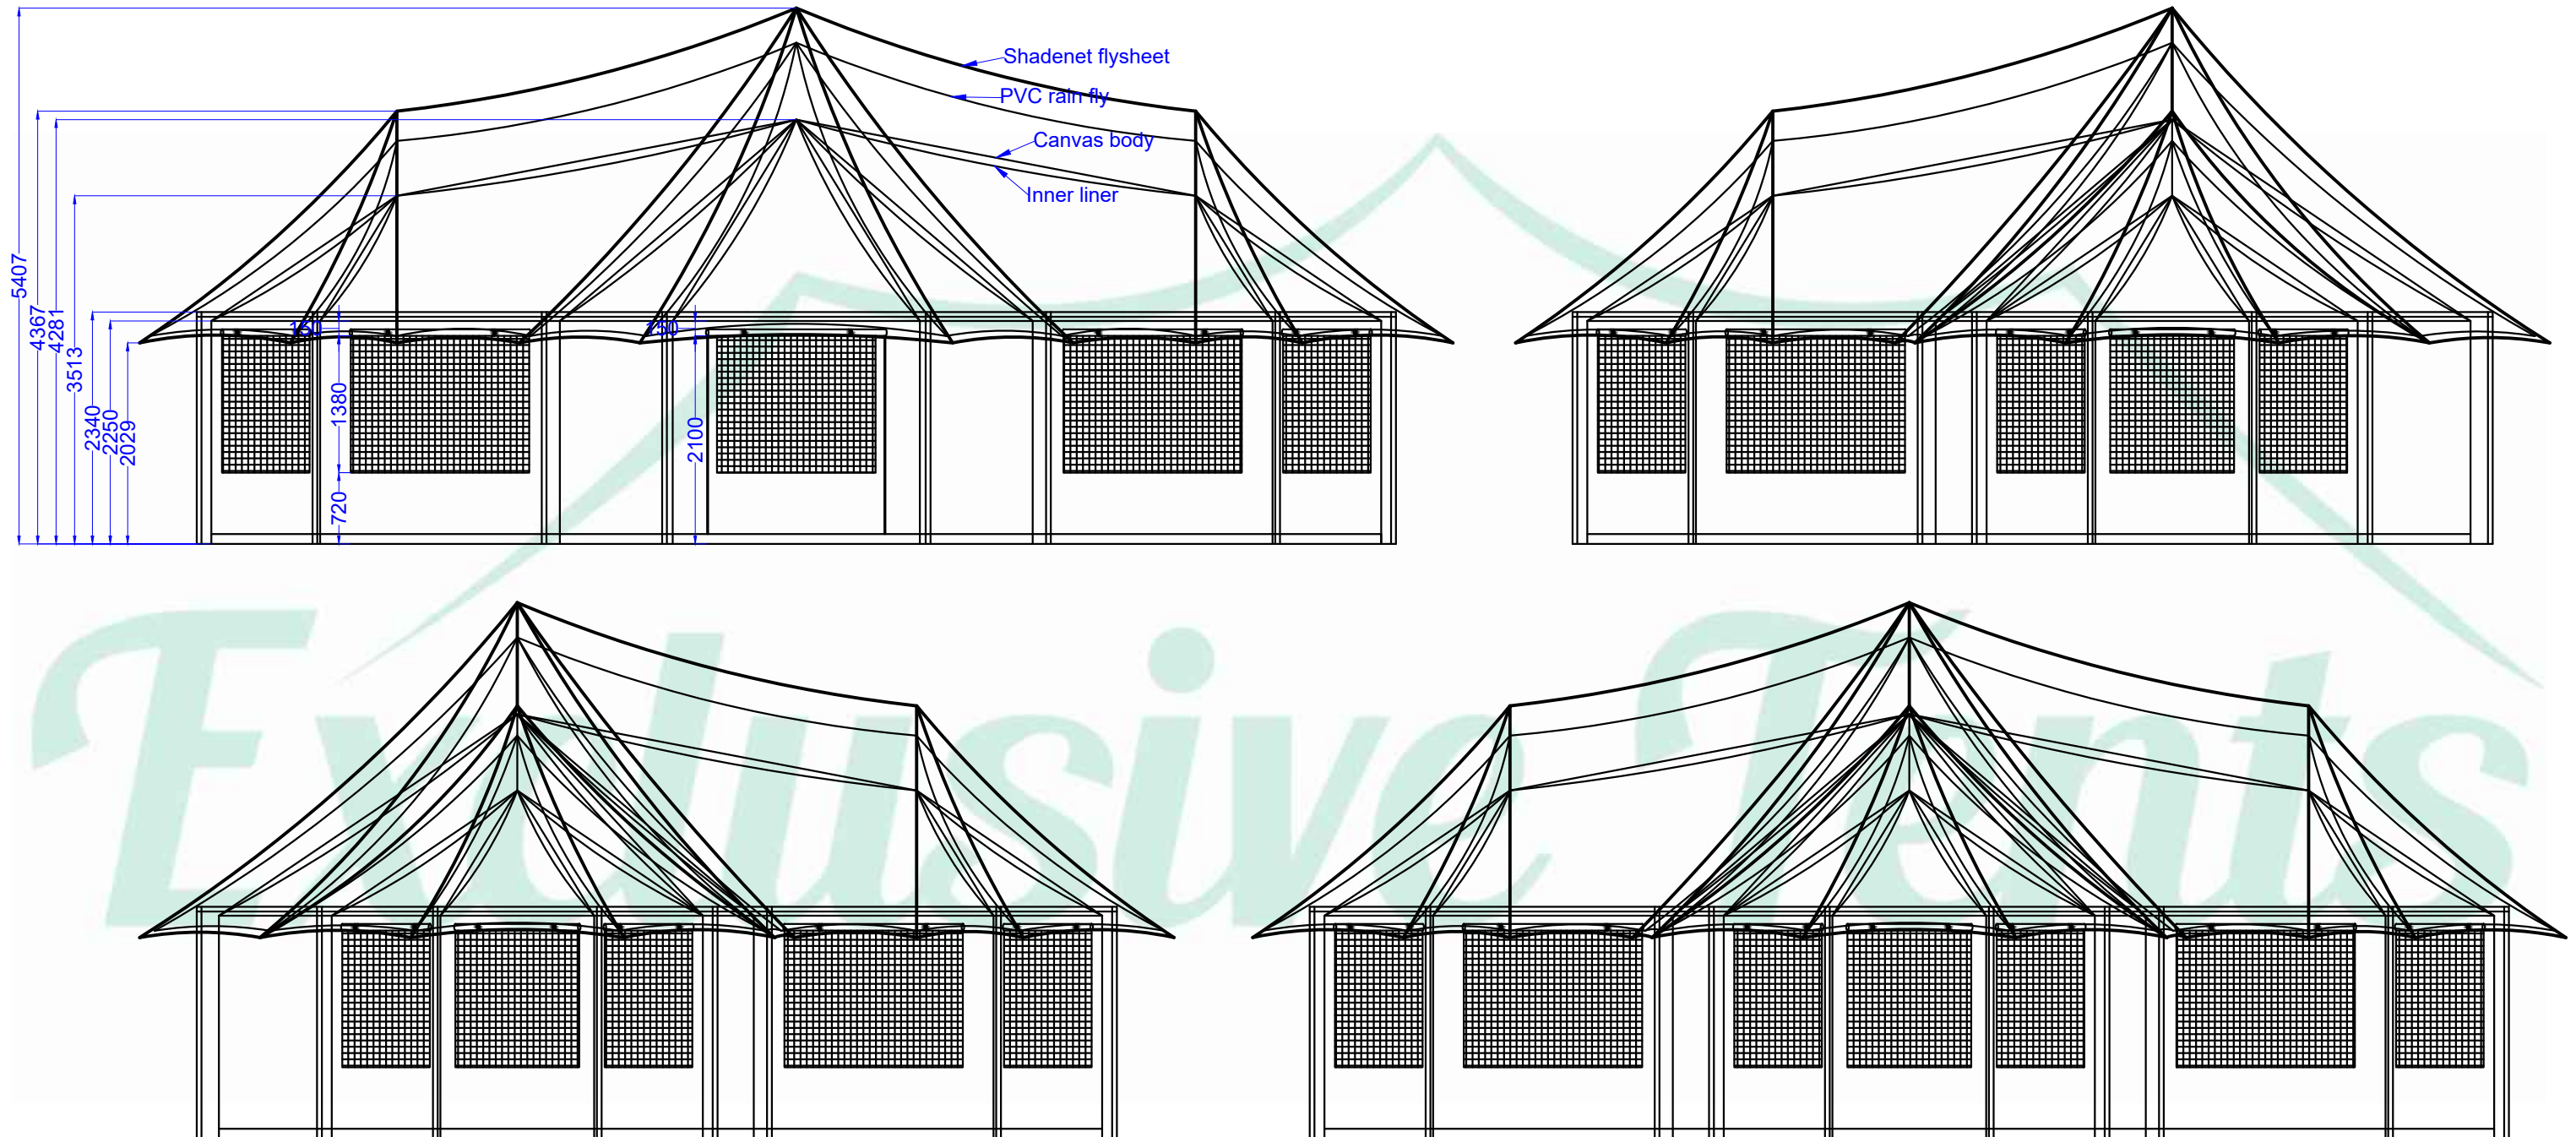 Shadenet flysheet
PVC rain fly
Canvas body
Inner liner
5407
4367
4281
3513
2340
2250
2029
150
1380
720
150
2100
Exclusive Tents